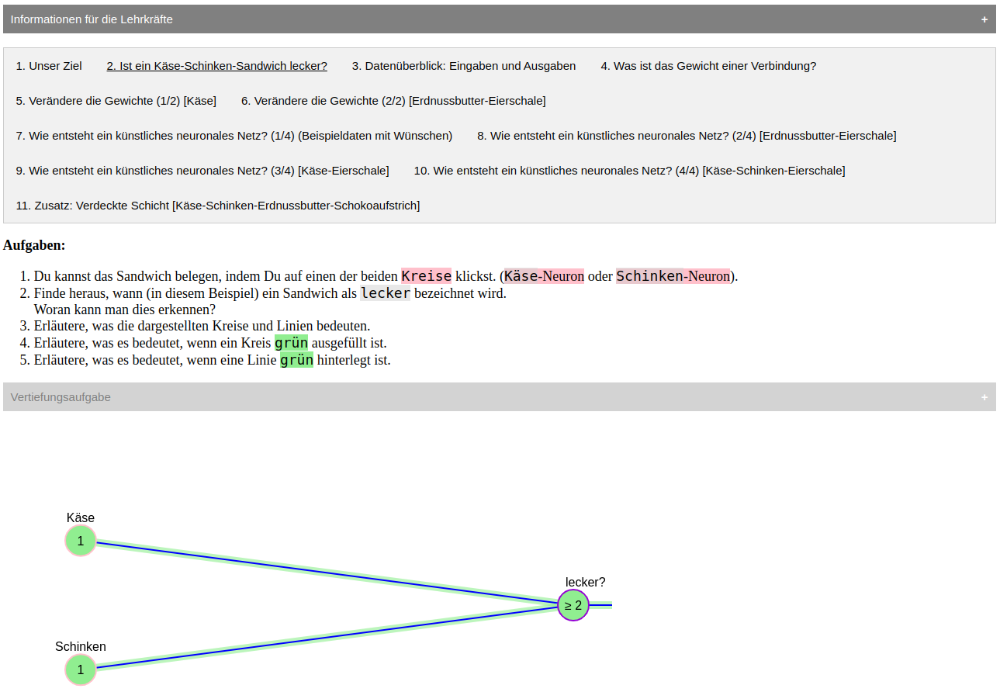 Informationen für die Lehrkräfte +
1. Unser Ziel 2. Ist ein Käse-Schinken-Sandwich lecker? 3. Datenüberblick: Eingaben und Ausgaben 4. Was ist das Gewicht einer Verbindung?
5. Verändere die Gewichte (1/2) [Käse] 6. Verändere die Gewichte (2/2) [Erdnussbutter-Eierschale]
7. Wie entsteht ein künstliches neuronales Netz? (1/4) (Beispieldaten mit Wünschen) 8. Wie entsteht ein künstliches neuronales Netz? (2/4) [Erdnussbutter-Eierschale]
9. Wie entsteht ein künstliches neuronales Netz? (3/4) [Käse-Eierschale] 10. Wie entsteht ein künstliches neuronales Netz? (4/4) [Käse-Schinken-Eierschale]
11. Zusatz: Verdeckte Schicht [Käse-Schinken-Erdnussbutter-Schokoaufstrich]
Aufgaben:
1. Du kannst das Sandwich belegen, indem Du auf einen der beiden Kreise klickst. (Käse-Neuron oder Schinken-Neuron).
2. Finde heraus, wann (in diesem Beispiel) ein Sandwich als lecker bezeichnet wird.
Woran kann man dies erkennen?
3. Erläutere, was die dargestellten Kreise und Linien bedeuten.
4. Erläutere, was es bedeutet, wenn ein Kreis grün ausgefüllt ist.
5. Erläutere, was es bedeutet, wenn eine Linie grün hinterlegt ist.
Vertiefungsaufgabe +
Käse
1
lecker?
≥ 2
Schinken
1